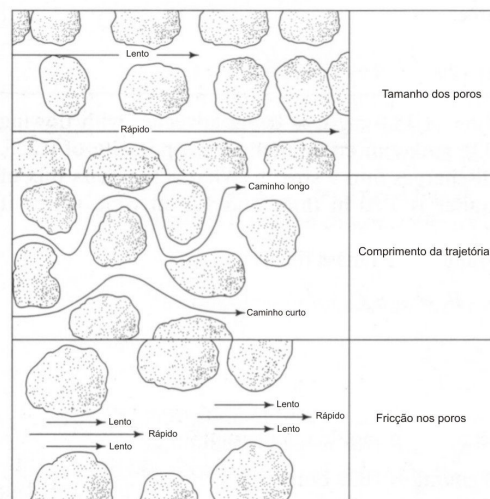 Lento
Tamanho dos poros
Rápido
Caminho longo
Comprimento da trajetória
Caminho curto
Lento
Lento
Rápido
Rápido
Fricção nos poros
Lento
Lento